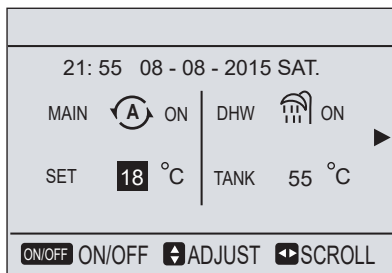 21: 55 08 - 08 - 2015 SAT.
MAIN A ON DHW ON
SET 18 °C TANK 55 °C
ON/OFF ON/OFF ADJUST SCROLL